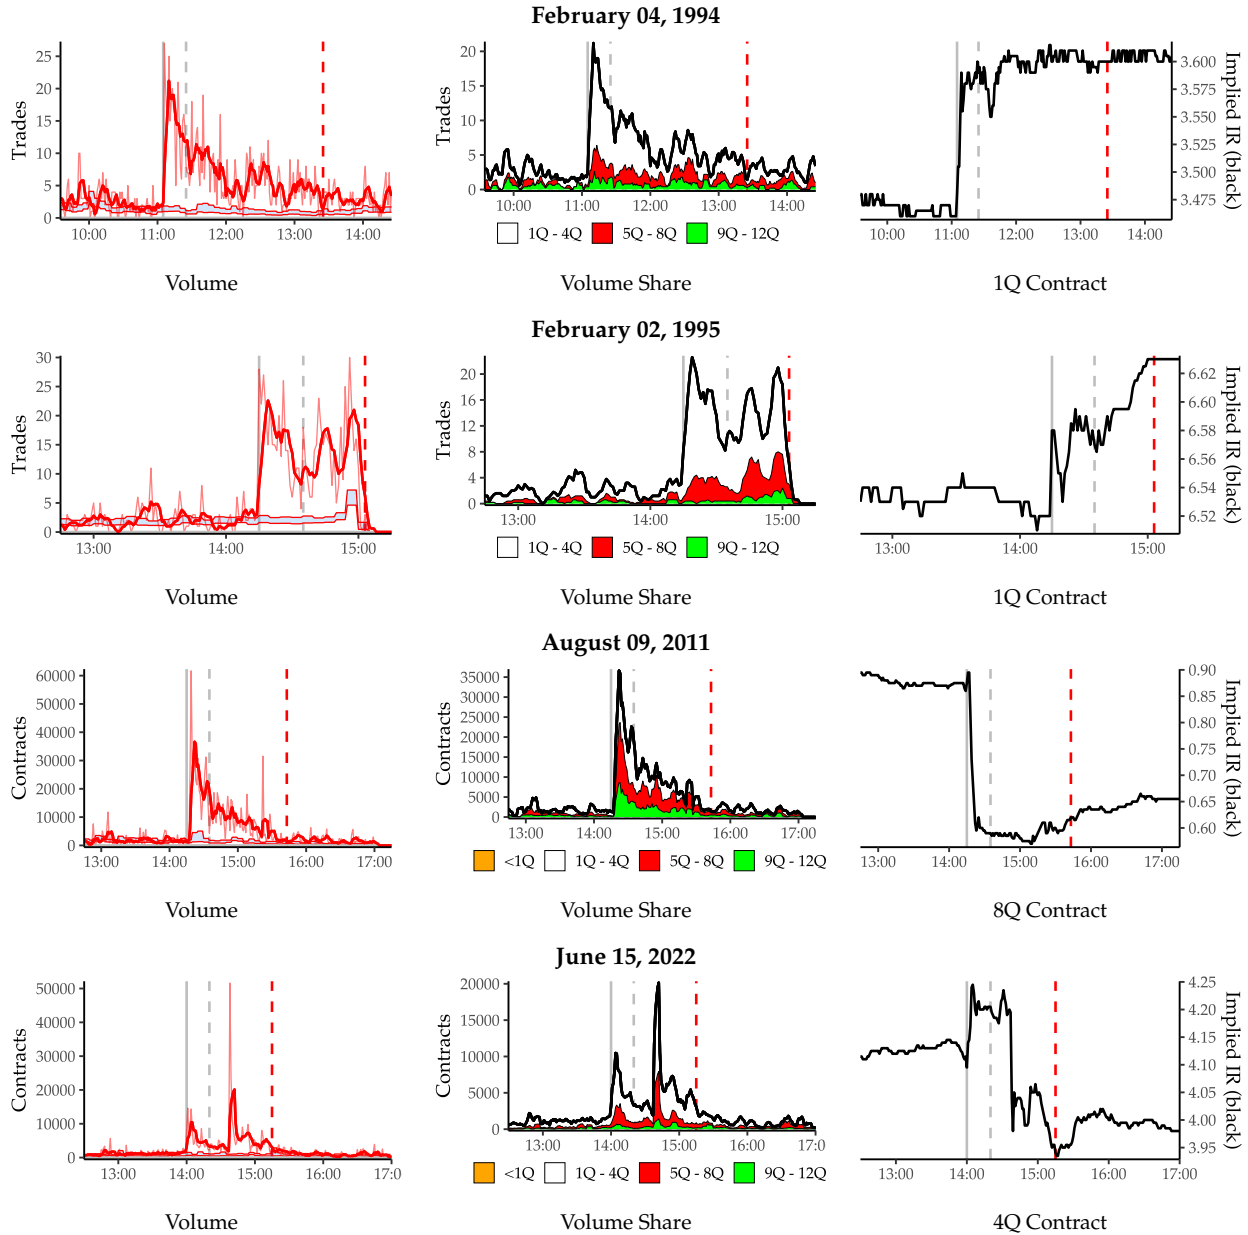 February 04, 1994
Trades
0 5 10 15 20 25
10:00 11:00 12:00 13:00 14:00
Volume
Trades
0 5 10 15 20
10:00 11:00 12:00 13:00 14:00
1Q - 4Q 5Q - 8Q 9Q - 12Q
Volume Share
Implied IR (black)
3.475 3.500 3.525 3.550 3.575 3.600
10:00 11:00 12:00 13:00 14:00
1Q Contract
February 02, 1995
Trades
0 5 10 15 20 25 30
13:00 14:00 15:00
Volume
Trades
0 4 8 12 16 20
13:00 14:00 15:00
1Q - 4Q 5Q - 8Q 9Q - 12Q
Volume Share
Implied IR (black)
6.52 6.54 6.56 6.58 6.60 6.62
13:00 14:00 15:00
1Q Contract
August 09, 2011
Contracts
0 10000 20000 30000 40000 50000 60000
13:00 14:00 15:00 16:00 17:00
Volume
Contracts
0 5000 10000 15000 20000 25000 30000 35000
13:00 14:00 15:00 16:00 17:00
<1Q 1Q - 4Q 5Q - 8Q 9Q - 12Q
Volume Share
Implied IR (black)
0.60 0.65 0.70 0.75 0.80 0.85 0.90
13:00 14:00 15:00 16:00 17:00
8Q Contract
June 15, 2022
Contracts
0 10000 20000 30000 40000 50000
13:00 14:00 15:00 16:00 17:0
Volume
Contracts
0 5000 10000 15000 20000
13:00 14:00 15:00 16:00 17:0
<1Q 1Q - 4Q 5Q - 8Q 9Q - 12Q
Volume Share
Implied IR (black)
3.95 4.00 4.05 4.10 4.15 4.20 4.25
13:00 14:00 15:00 16:00 17:00
4Q Contract